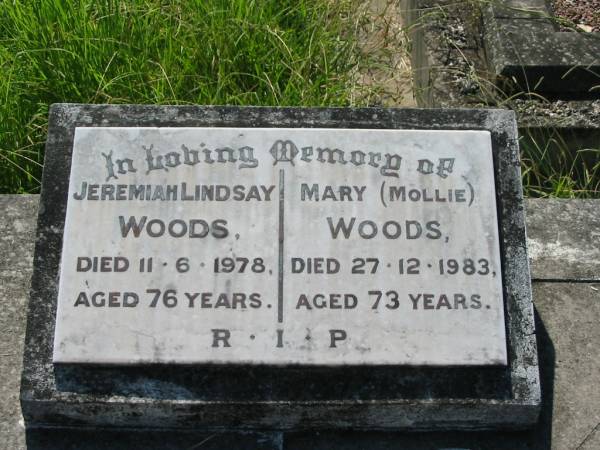 In Loving Memory of
JEREMIAH LINDSAY
WOODS,
DIED 11·6·1978,
AGED 76 YEARS.
MARY (MOLLIE)
WOODS,
DIED 27·12·1983,
AGED 73 YEARS.
R·I·P